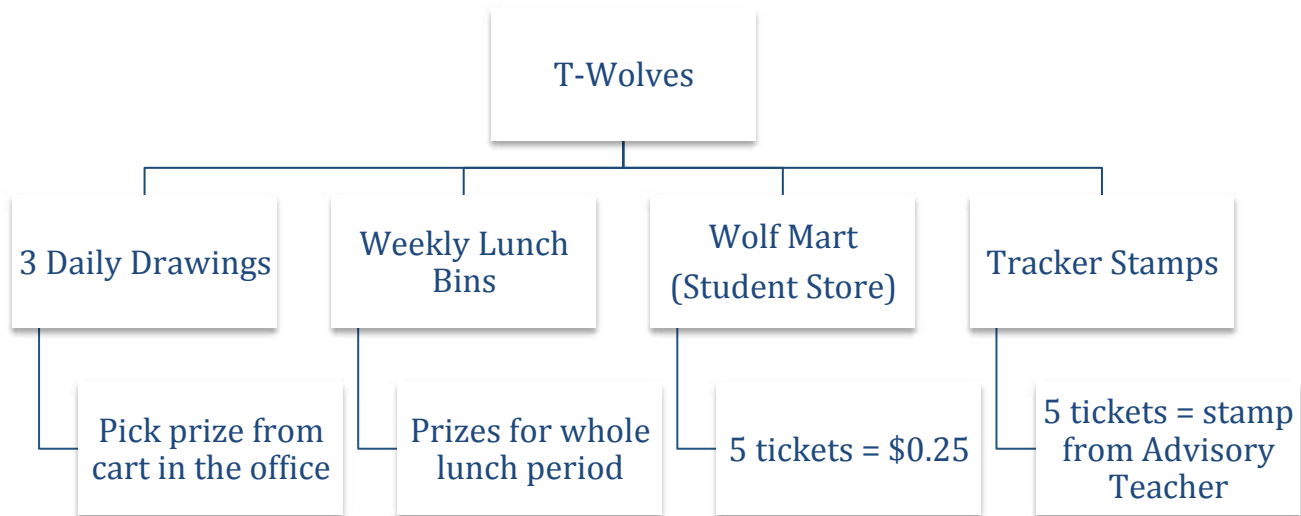 T-Wolves
3 Daily Drawings
Weekly Lunch
Bins
Wolf Mart
(Student Store)
Tracker Stamps
Pick prize from
cart in the office
Prizes for whole
lunch period
5 tickets = $0.25
5 tickets = stamp
from Advisory
Teacher